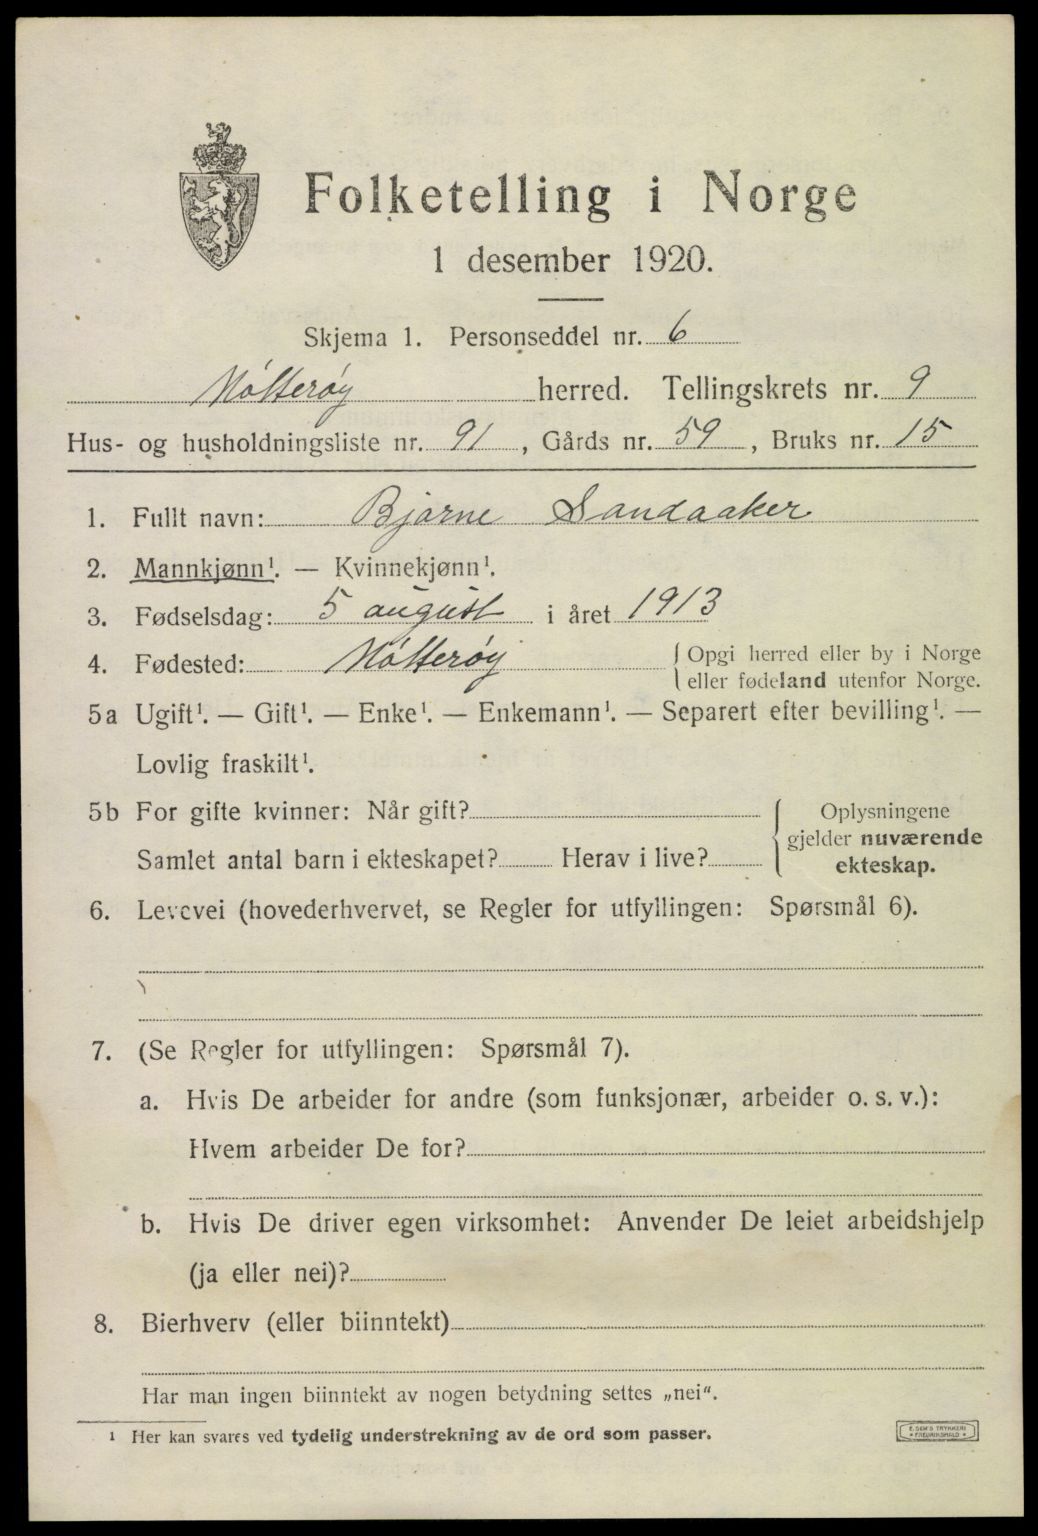 Folketelling i Norge
1 desember 1920.
Skjema 1. Personseddel nr. 6
Nötterøy herred. Tellingskrets nr. 9
Hus- og husholdningsliste nr. 91, Gårds nr. 59, Bruks nr. 15
1. Fullt navn: Bjarne Sandaaker
2. Mannkjønn¹. — Kvinnekjønn¹.
3. Fødselsdag: 5 august i året 1913
4. Fødested: Nötterøy { Opgi herred eller by i Norge
eller fødeland utenfor Norge.
5a Ugift¹. — Gift¹. — Enke¹. — Enkemann¹. — Separert efter bevilling¹. —
Lovlig fraskilt¹.
5b For gifte kvinner: Når gift?
Samlet antal barn i ekteskapet? Herav i live?
{ Oplysningene
gjelder nuværende
ekteskap.
6. Levevei (hovederhvervet, se Regler for utfyllingen: Spørsmål 6).
7. (Se Regler for utfyllingen: Spørsmål 7).
a. Hvis De arbeider for andre (som funksjonær, arbeider o. s. v.):
Hvem arbeider De for?
b. Hvis De driver egen virksomhet: Anvender De leiet arbeidshjelp
(ja eller nei)?
8. Bierhverv (eller biinntekt)
Har man ingen biinntekt av nogen betydning settes „nei“.
¹ Her kan svares ved tydelig understrekning av de ord som passer.
E. SEM'S TRYKKERI
• FREDRIKSHALD •